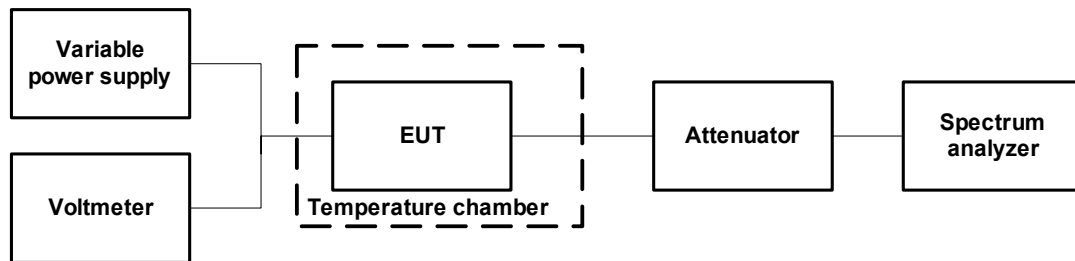 Variable
power supply
Voltmeter
EUT
Temperature chamber
Attenuator
Spectrum
analyzer